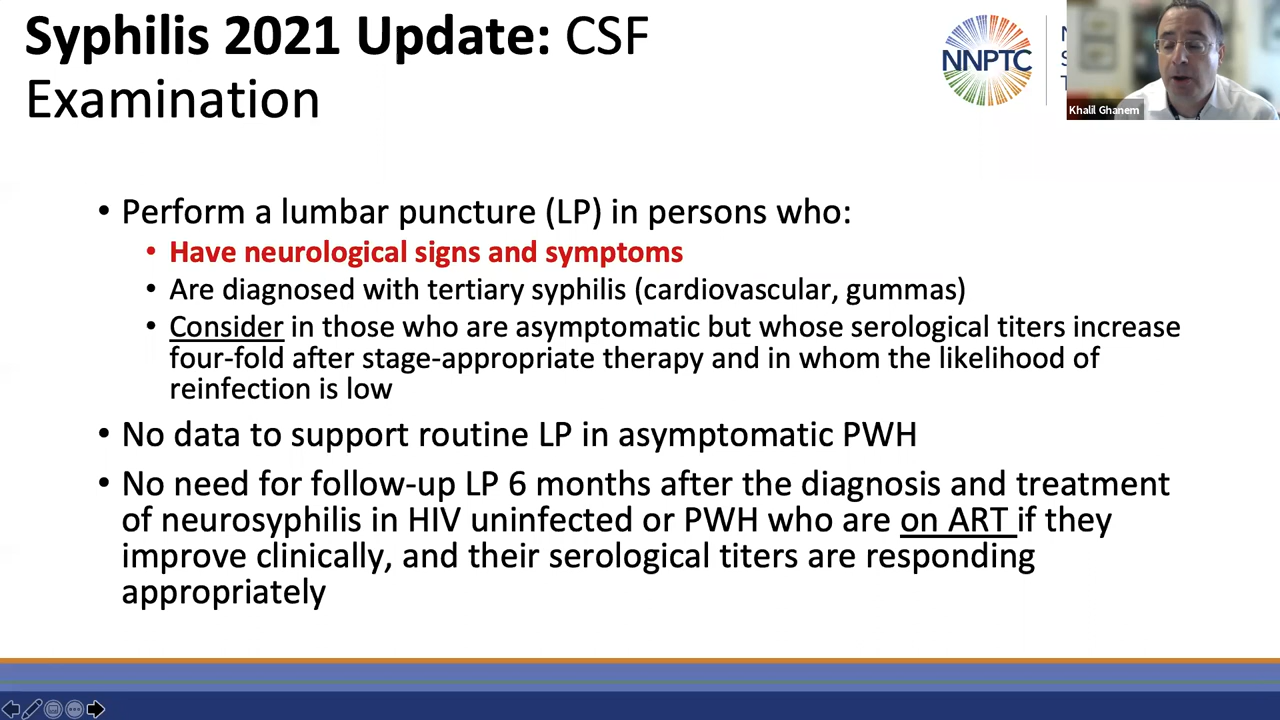 Syphilis 2021 Update: CSF
Examination
NNPTC
N
S
T
Khalil Ghanem
• Perform a lumbar puncture (LP) in persons who:
• Have neurological signs and symptoms
• Are diagnosed with tertiary syphilis (cardiovascular, gummas)
• Consider in those who are asymptomatic but whose serological titers increase
four-fold after stage-appropriate therapy and in whom the likelihood of
reinfection is low
• No data to support routine LP in asymptomatic PWH
• No need for follow-up LP 6 months after the diagnosis and treatment
of neurosyphilis in HIV uninfected or PWH who are on ART if they
improve clinically, and their serological titers are responding
appropriately